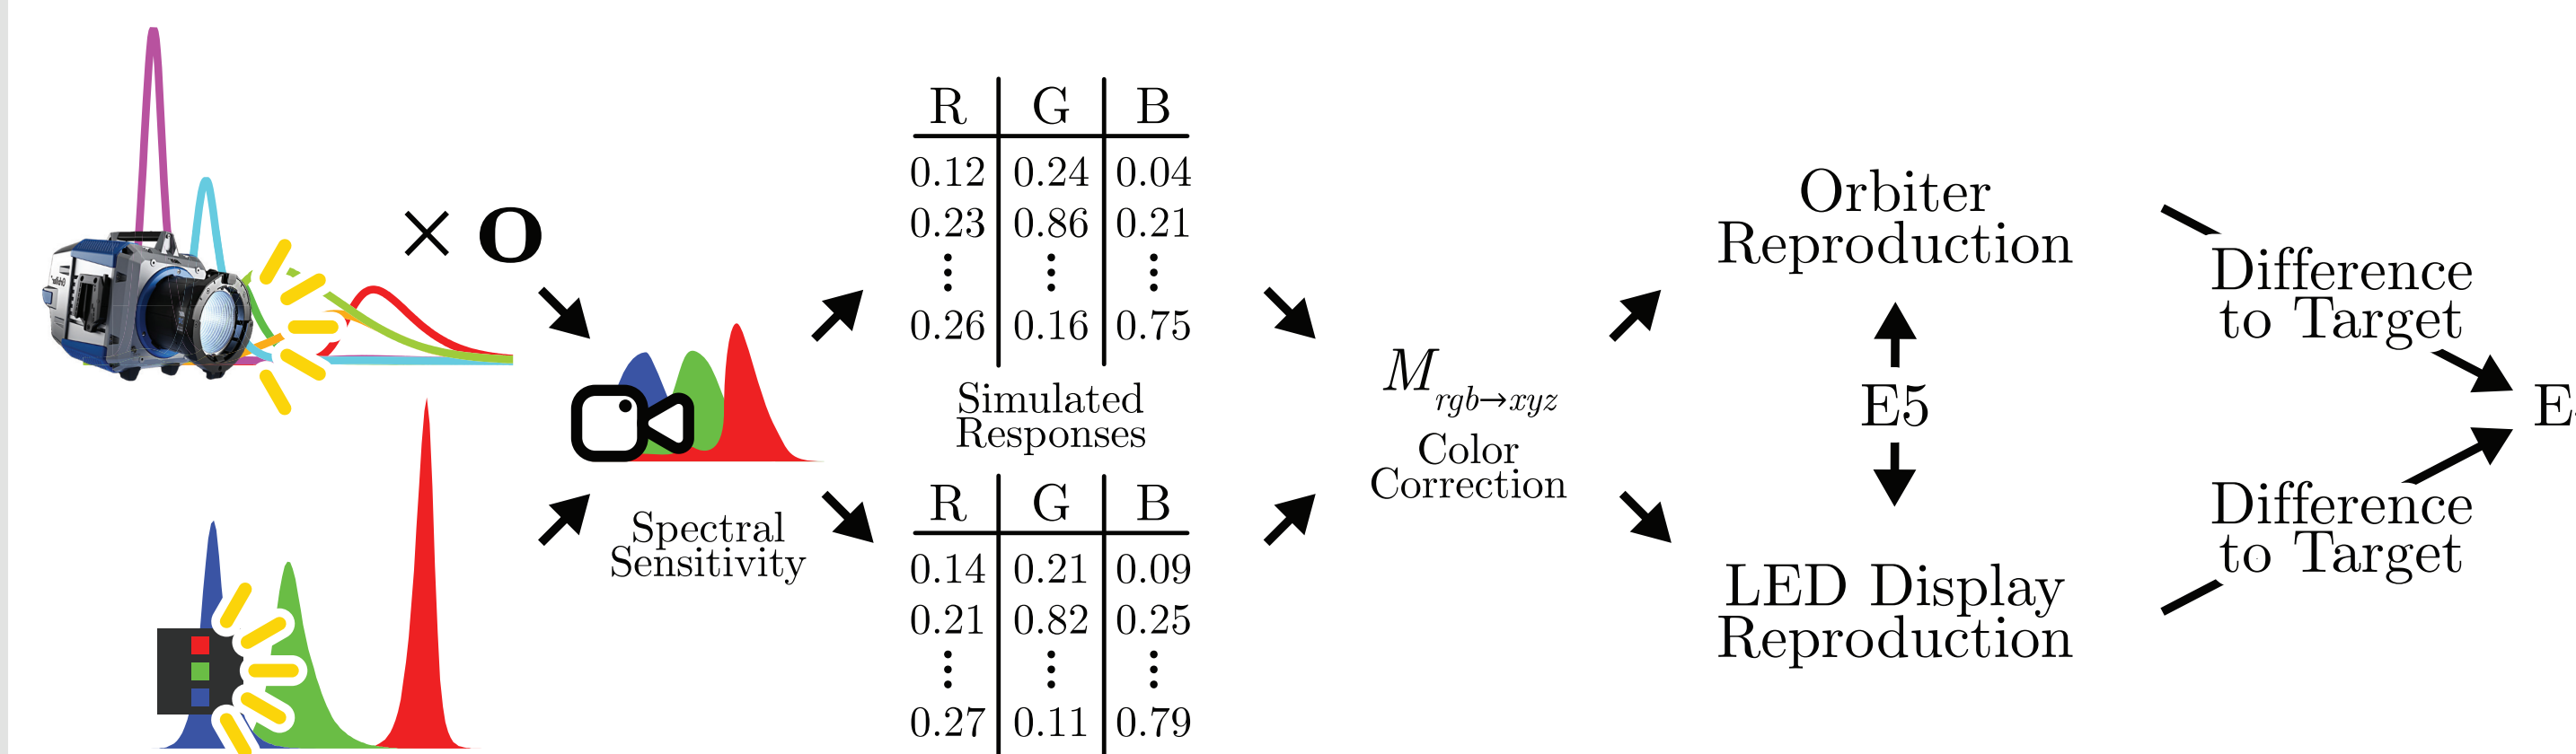 × O
R G B
0.12 0.24 0.04
0.23 0.86 0.21
⋮ ⋮ ⋮
0.26 0.16 0.75
Simulated
Responses
Spectral
Sensitivity
R G B
0.14 0.21 0.09
0.21 0.82 0.25
⋮ ⋮ ⋮
0.27 0.11 0.79
M rgb→xyz
Color
Correction
Orbiter
Reproduction
E5
LED Display
Reproduction
Difference
to Target
Difference
to Target
E